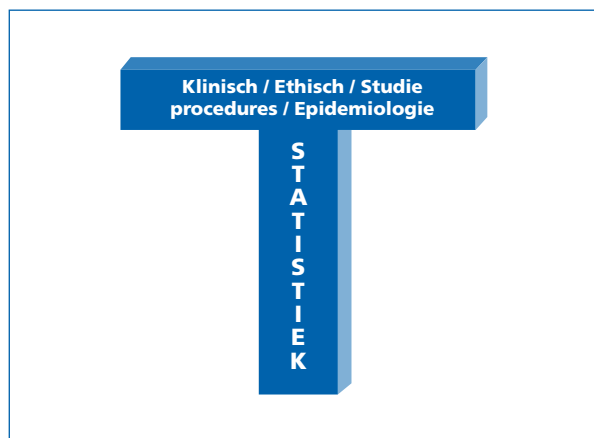 Klinisch / Ethisch / Studie
procedures / Epidemiologie
S
T
A
T
I
S
T
I
E
K